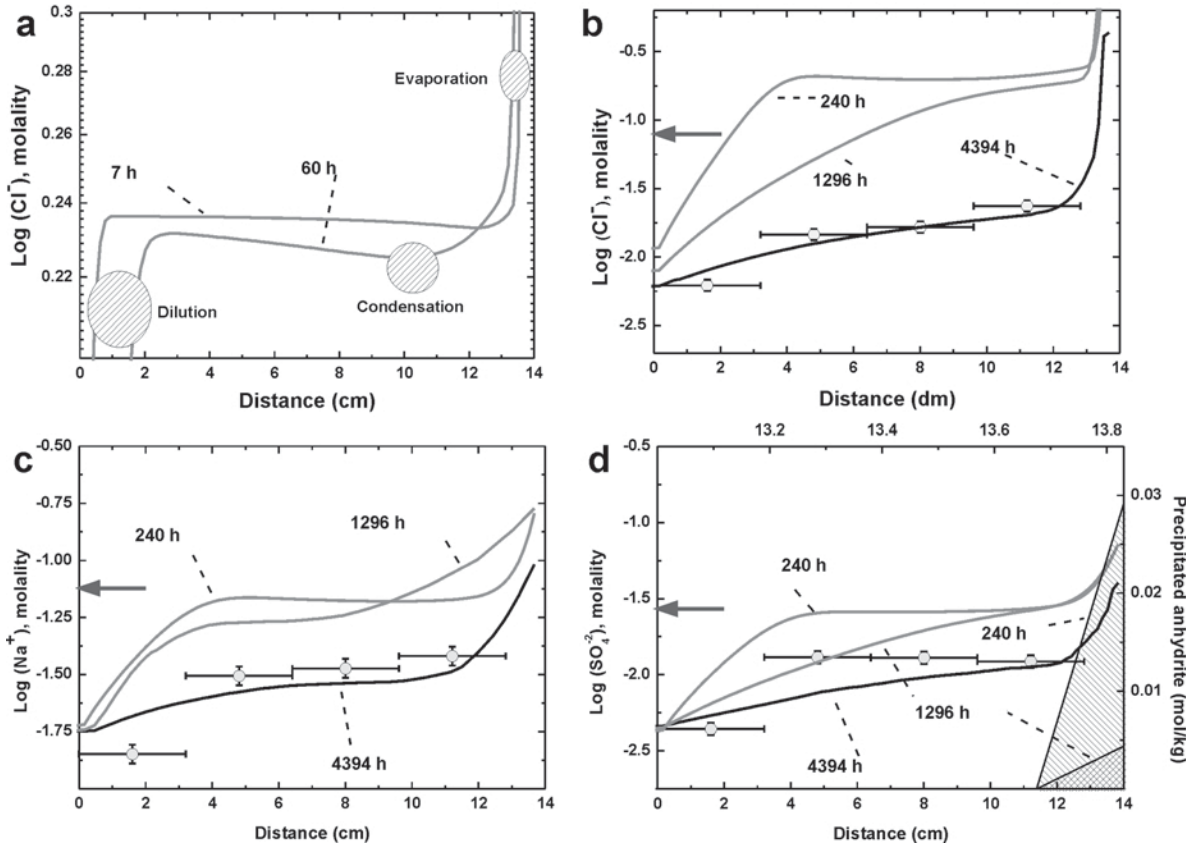 a
0.3
0.28
0.26
0.24
0.22
Log (Cl⁻), molality
Evaporation
7 h
60 h
Dilution
Condensation
0 2 4 6 8 10 12 14
Distance (cm)
b
-0.5
-1.0
-1.5
-2.0
-2.5
Log (Cl⁻), molality
240 h
4394 h
1296 h
0 2 4 6 8 10 12 14
Distance (dm)
c
-0.50
-0.75
-1.00
-1.25
-1.50
-1.75
Log (Na⁺), molality
240 h
1296 h
4394 h
0 2 4 6 8 10 12 14
Distance (cm)
d
13.2 13.4 13.6 13.8
-0.5
-1.0
-1.5
-2.0
-2.5
Log (SO₄⁻²), molality
240 h
240 h
1296 h
4394 h
0.03
0.02
0.01
Precipitated anhydrite (mol/kg)
0 2 4 6 8 10 12 14
Distance (cm)